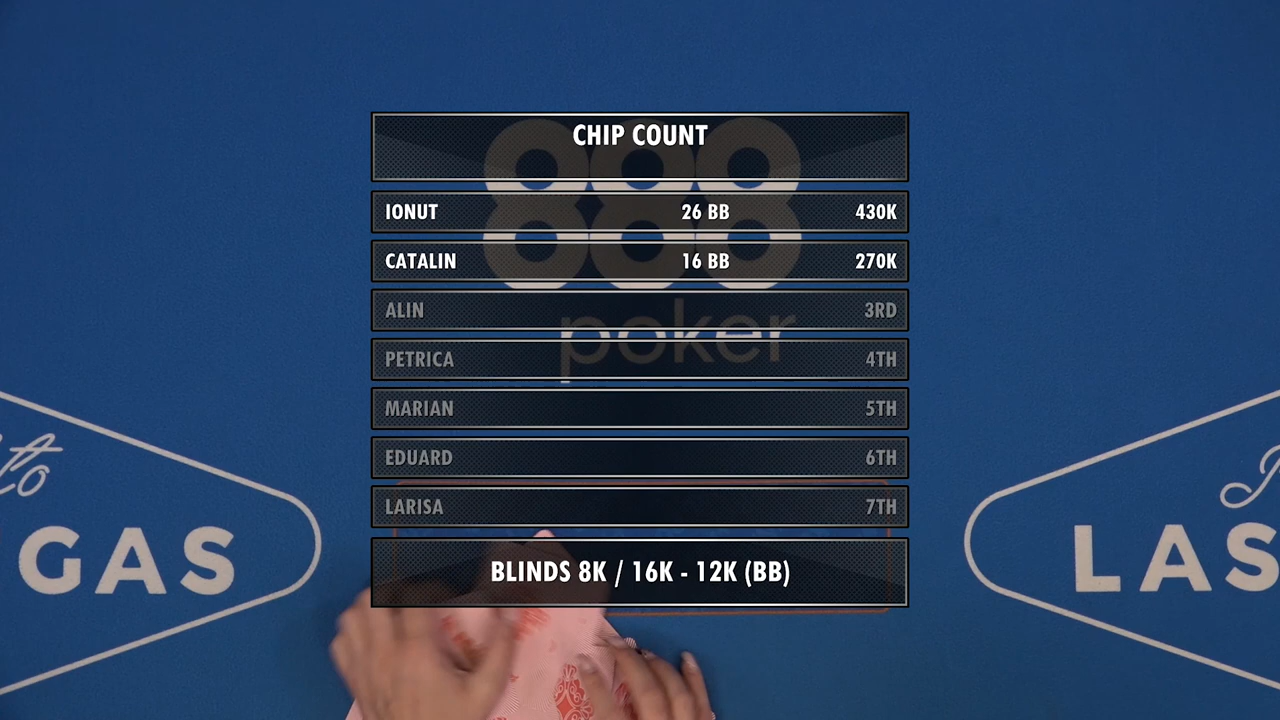 CHIP COUNT
IONUT 26 BB 430K
CATALIN 16 BB 270K
ALIN 3RD
PETRICA 4TH
MARIAN 5TH
EDUARD 6TH
LARISA 7TH
BLINDS 8K / 16K - 12K (BB)
888
poker
to
GAS
LAS